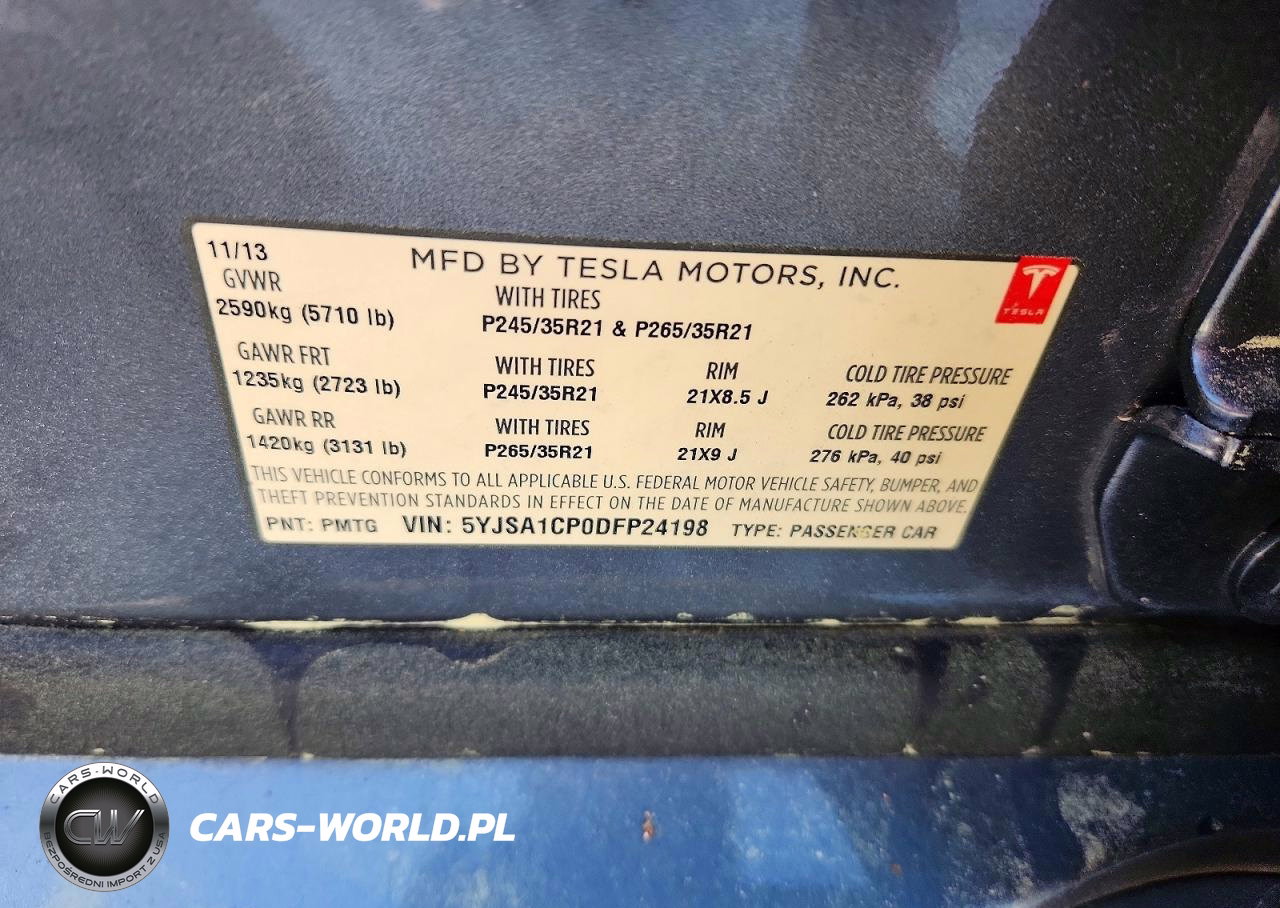 11/13
MFD BY TESLA MOTORS, INC.
GVWR
WITH TIRES
2590kg (5710 lb)
P245/35R21 & P265/35R21
TESLA
GAWR FRT
WITH TIRES
RIM
COLD TIRE PRESSURE
1235kg (2723 lb)
P245/35R21
21X8.5 J
262 kPa, 38 psi
GAWR RR
WITH TIRES
RIM
COLD TIRE PRESSURE
1420kg (3131 lb)
P265/35R21
21X9 J
276 kPa, 40 psi
THIS VEHICLE CONFORMS TO ALL APPLICABLE U.S. FEDERAL MOTOR VEHICLE SAFETY, BUMPER, AND
THEFT PREVENTION STANDARDS IN EFFECT ON THE DATE OF MANUFACTURE SHOWN ABOVE.
PNT: PMTG VIN: 5YJSA1CP0DFP24198 TYPE: PASSENGER CAR
CARS-WORLD
CW
BEZPOŚREDNI IMPORT Z USA
CARS-WORLD.PL